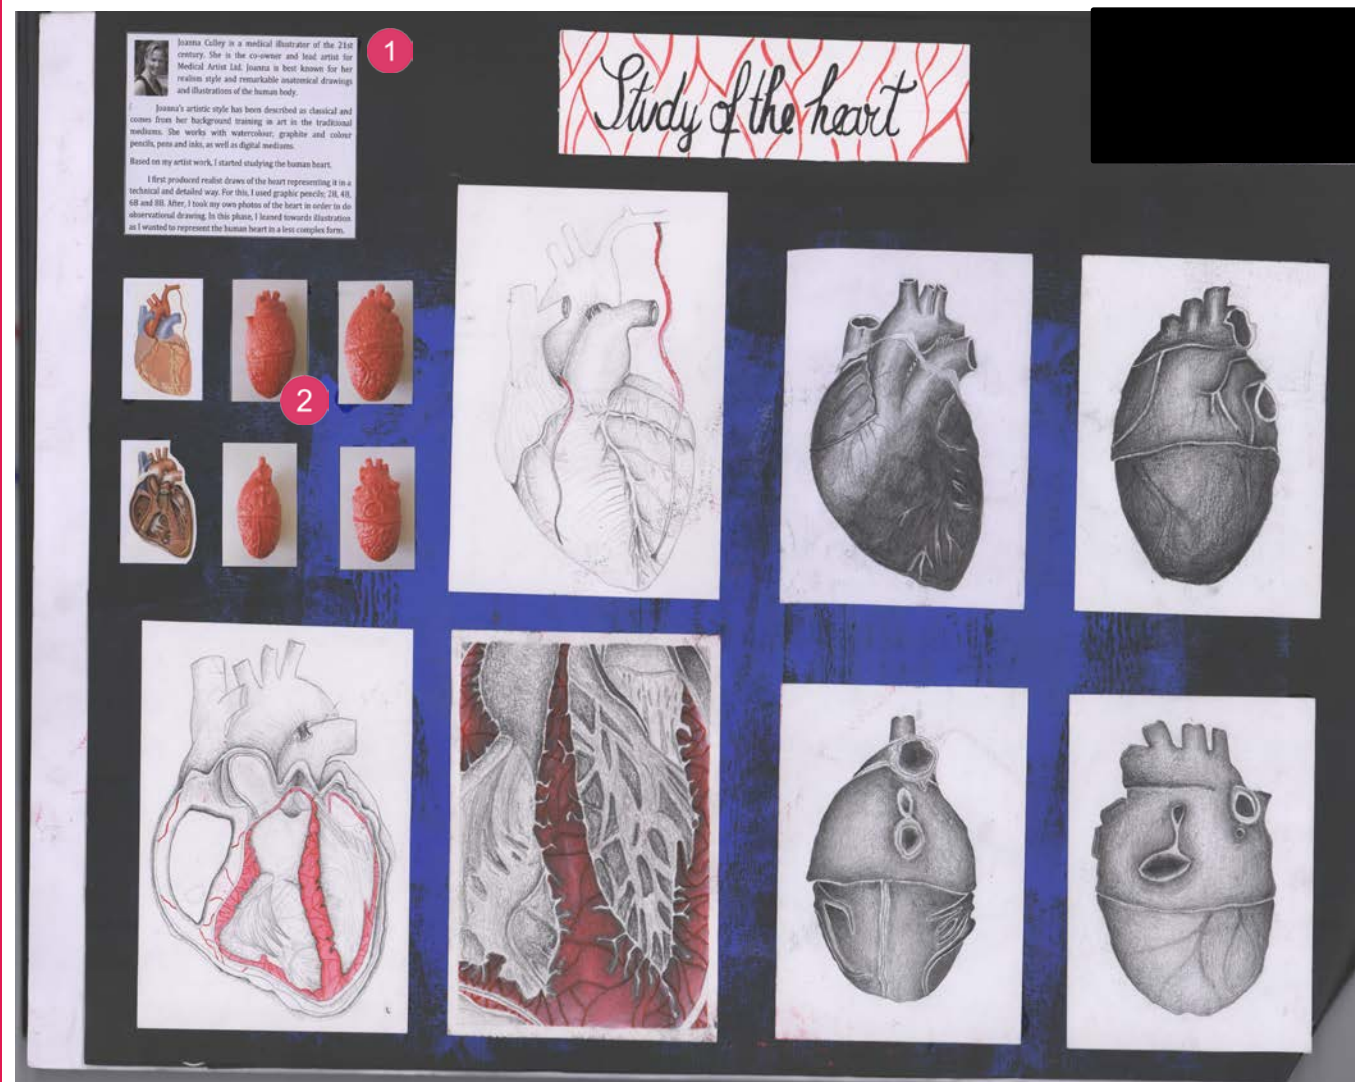 1
Joanna Culley is a medical illustrator of the 21st
century. She is the co-owner and lead artist for
Medical Artist Ltd. Joanna is best known for her
realism style and remarkable anatomical drawings
and illustrations of the human body.
Joanna's artistic style has been described as classical and
comes from her background training in art in the traditional
mediums. She works with watercolour, graphite and colour
pencils, pens and inks, as well as digital mediums.
Based on my artist work, I started studying the human heart.
I first produced realist draws of the heart representing it in a
technical and detailed way. For this, I used graphic pencils; 2B, 4B,
6B and 8B. After, I took my own photos of the heart in order to do
observational drawing. In this phase, I leaned towards illustration
as I wanted to represent the human heart in a less complex form.
Study of the heart
2